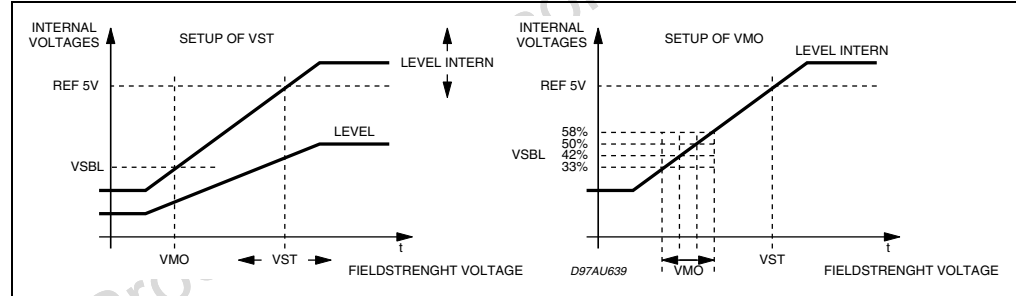 INTERNAL
VOLTAGES
SETUP OF VST
LEVEL INTERN
REF 5V
LEVEL
VSBL
t
VMO
VST
FIELDSTRENGHT VOLTAGE
INTERNAL
VOLTAGES
SETUP OF VMO
LEVEL INTERN
REF 5V
58%
50%
VSBL
42%
33%
t
D97AU639
VMO
VST
FIELDSTRENGHT VOLTAGE